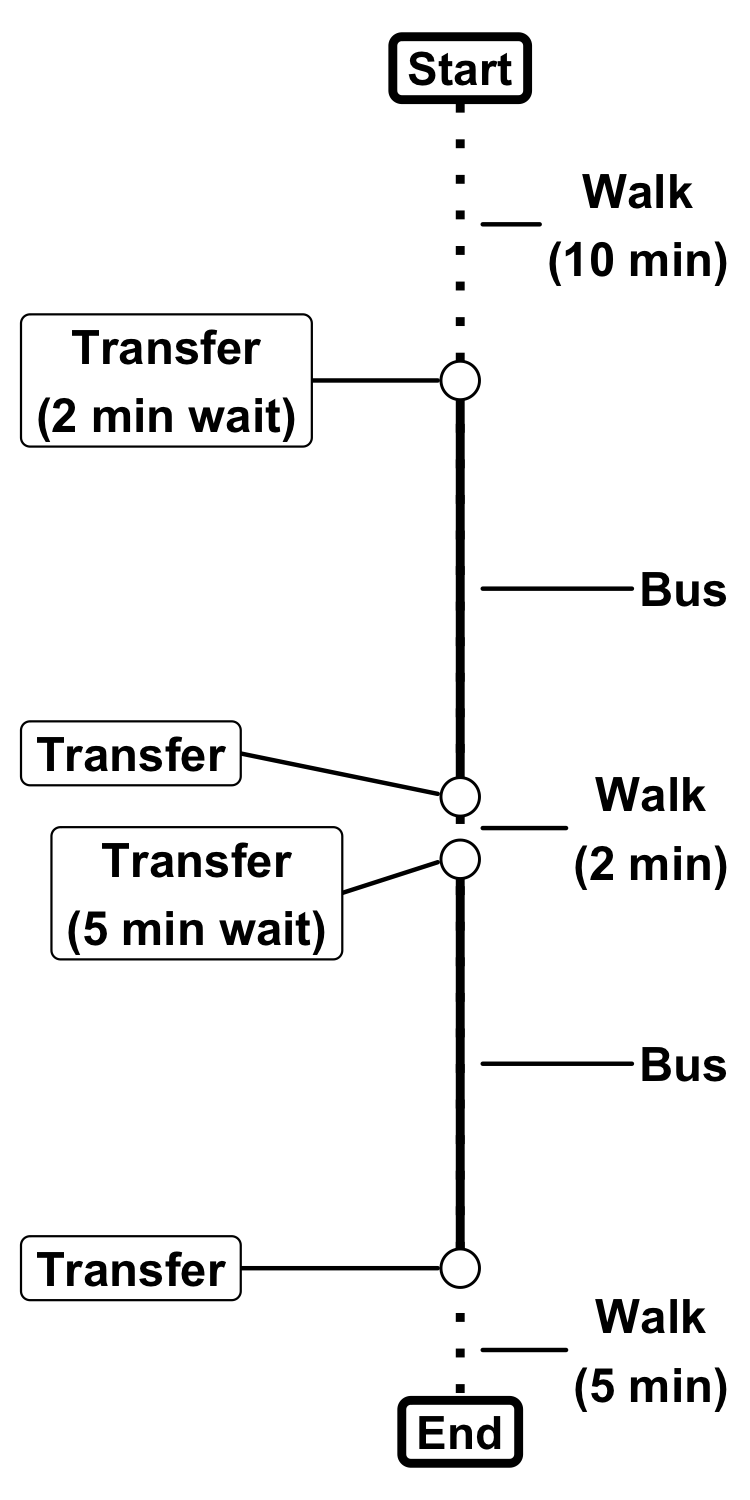 Start
Walk
(10 min)
Transfer
(2 min wait)
Bus
Transfer
Walk
(2 min)
Transfer
(5 min wait)
Bus
Transfer
Walk
(5 min)
End